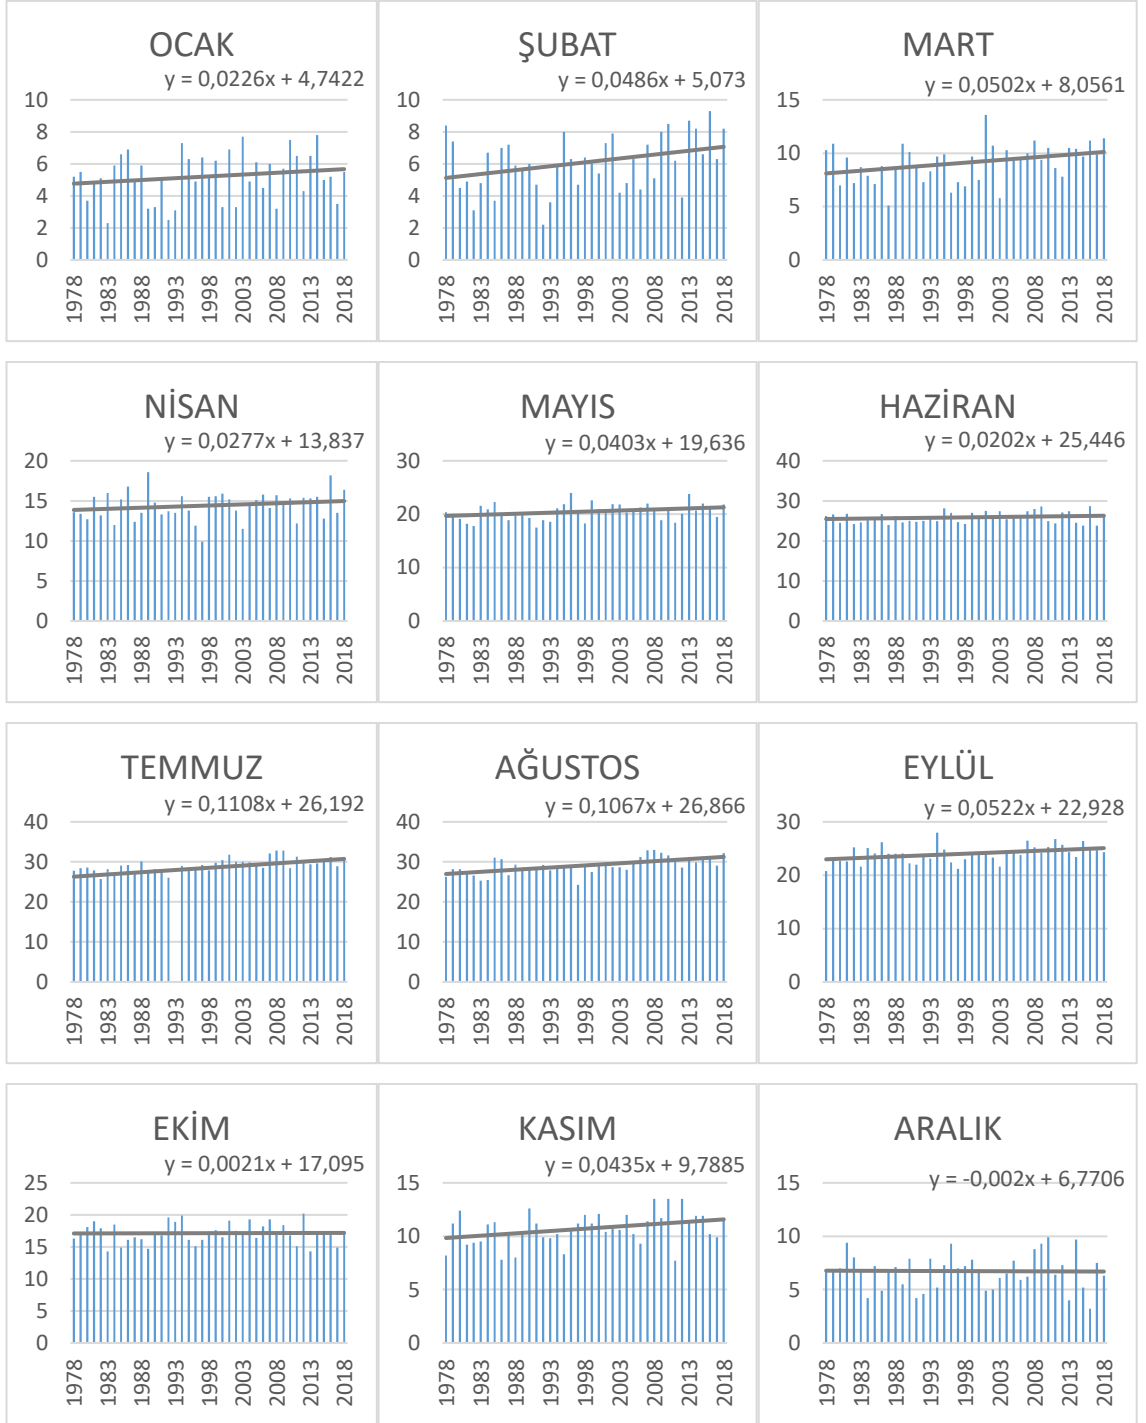 OCAK
y = 0,0226x + 4,7422
10
8
6
4
2
0
1978 1983 1988 1993 1998 2003 2008 2013 2018
ŞUBAT
y = 0,0486x + 5,073
10
8
6
4
2
0
1978 1983 1988 1993 1998 2003 2008 2013 2018
MART
y = 0,0502x + 8,0561
15
10
5
0
1978 1983 1988 1993 1998 2003 2008 2013 2018
NİSAN
y = 0,0277x + 13,837
20
15
10
5
0
1978 1983 1988 1993 1998 2003 2008 2013 2018
MAYIS
y = 0,0403x + 19,636
30
20
10
0
1978 1983 1988 1993 1998 2003 2008 2013 2018
HAZİRAN
y = 0,0202x + 25,446
40
30
20
10
0
1978 1983 1988 1993 1998 2003 2008 2013 2018
TEMMUZ
y = 0,1108x + 26,192
40
30
20
10
0
1978 1983 1988 1993 1998 2003 2008 2013 2018
AĞUSTOS
y = 0,1067x + 26,866
40
30
20
10
0
1978 1983 1988 1993 1998 2003 2008 2013 2018
EYLÜL
y = 0,0522x + 22,928
30
20
10
0
1978 1983 1988 1993 1998 2003 2008 2013 2018
EKİM
y = 0,0021x + 17,095
25
20
15
10
5
0
1978 1983 1988 1993 1998 2003 2008 2013 2018
KASIM
y = 0,0435x + 9,7885
15
10
5
0
1978 1983 1988 1993 1998 2003 2008 2013 2018
ARALIK
y = -0,002x + 6,7706
15
10
5
0
1978 1983 1988 1993 1998 2003 2008 2013 2018